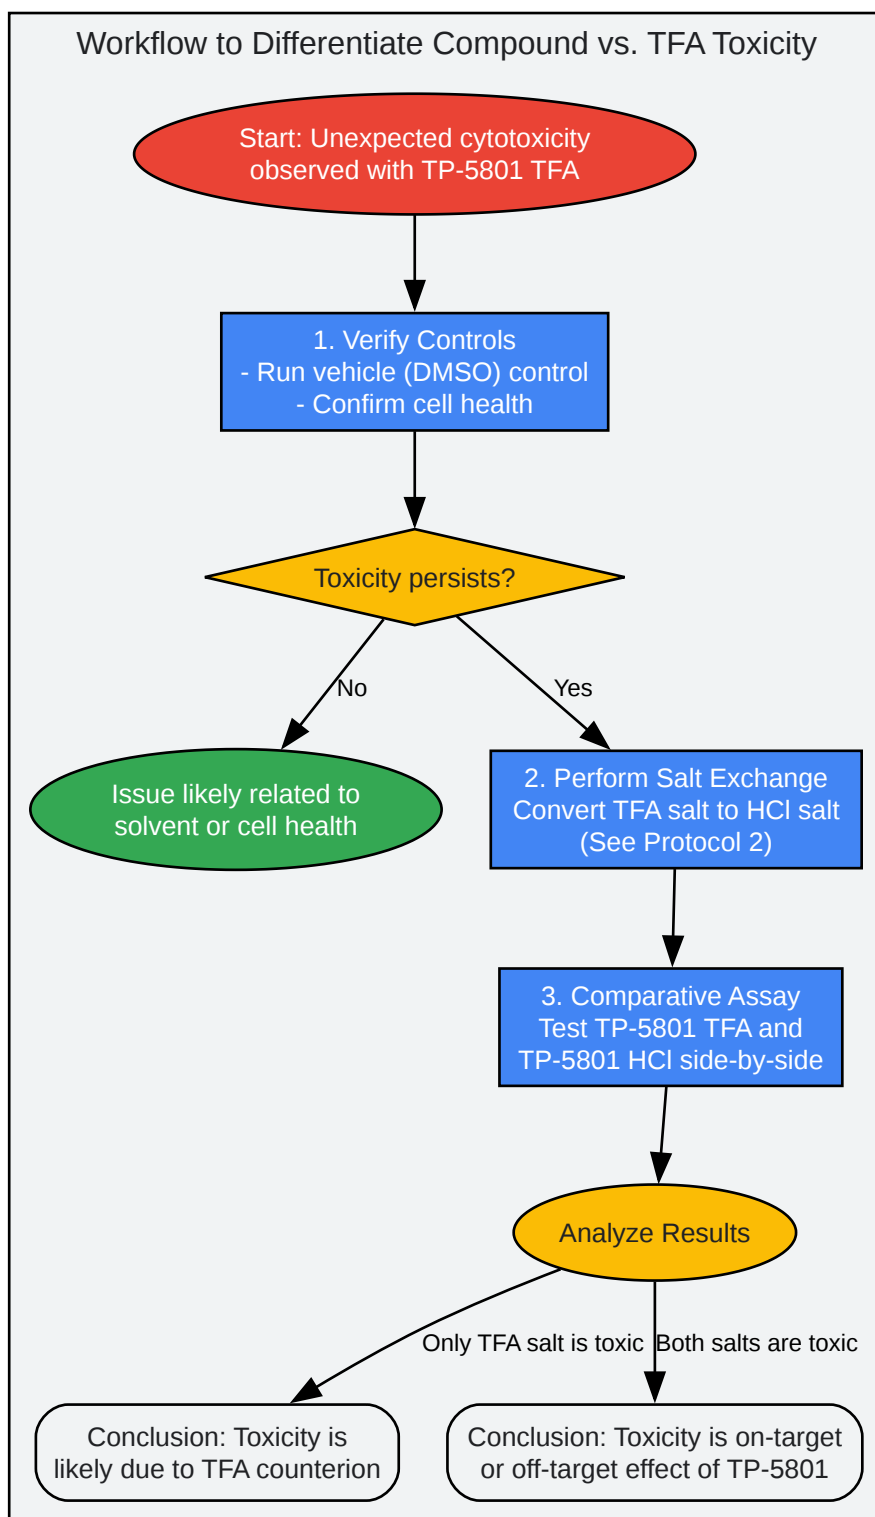 Workflow to Differentiate Compound vs. TFA Toxicity
Start: Unexpected cytotoxicity
observed with TP-5801 TFA
1. Verify Controls
- Run vehicle (DMSO) control
- Confirm cell health
Toxicity persists?
No
Yes
Issue likely related to
solvent or cell health
2. Perform Salt Exchange
Convert TFA salt to HCl salt
(See Protocol 2)
3. Comparative Assay
Test TP-5801 TFA and
TP-5801 HCl side-by-side
Analyze Results
Only TFA salt is toxic
Both salts are toxic
Conclusion: Toxicity is
likely due to TFA counterion
Conclusion: Toxicity is on-target
or off-target effect of TP-5801